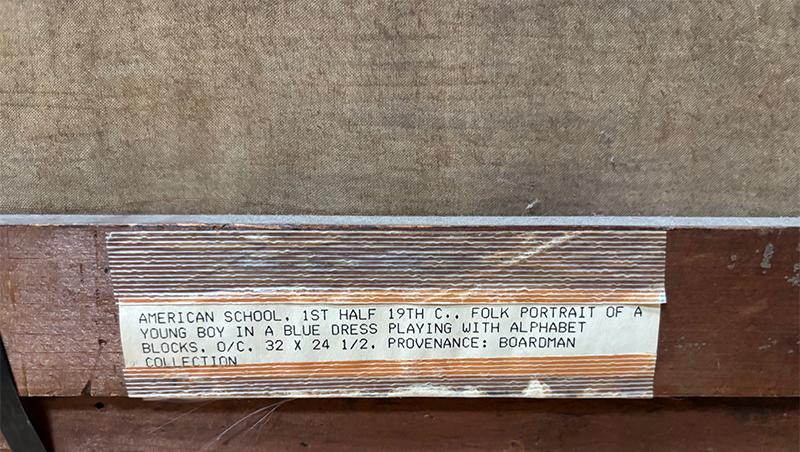 AMERICAN SCHOOL, 1ST HALF 19TH C., FOLK PORTRAIT OF A
YOUNG BOY IN A BLUE DRESS PLAYING WITH ALPHABET
BLOCKS, O/C, 32 X 24 1/2. PROVENANCE: BOARDMAN
COLLECTION